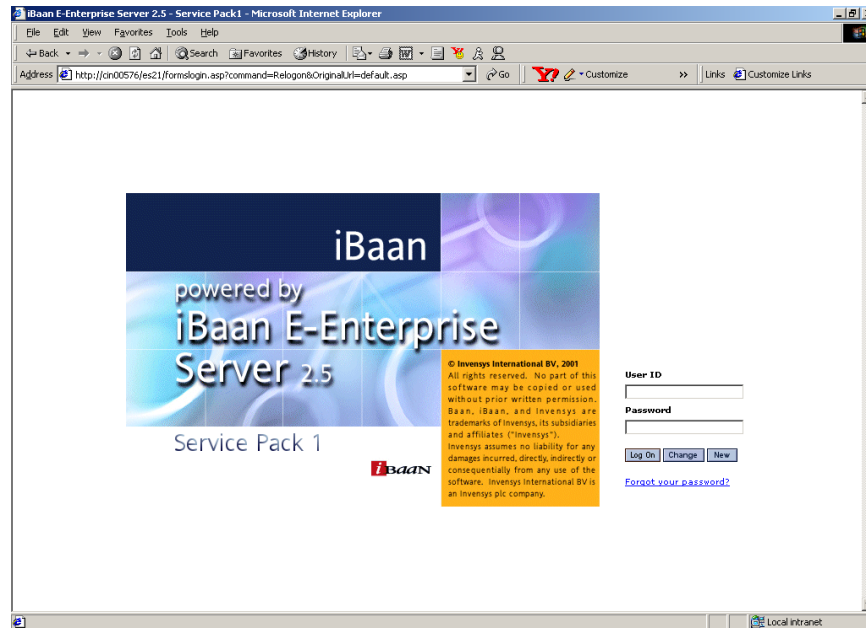 iBaan E-Enterprise Server 2.5 - Service Pack1 - Microsoft Internet Explorer
File Edit View Favorites Tools Help
Back Search Favorites History
Address http://cin00576/es21/formslogin.asp?command=Relogon&OriginalUrl=default.asp Go Y? Customize >> Links Customize Links
iBaan
powered by
iBaan E-Enterprise
Server 2.5
Service Pack 1
iBaan
© Invensys International BV, 2001
All rights reserved. No part of this
software may be copied or used
without prior written permission.
Baan, iBaan, and Invensys are
trademarks of Invensys, its subsidiaries
and affiliates ("Invensys").
Invensys assumes no liability for any
damages incurred, directly, indirectly or
consequentially from any use of the
software. Invensys International BV is
an Invensys plc company.
User ID
Password
Log On Change New
Forgot your password?
Local intranet